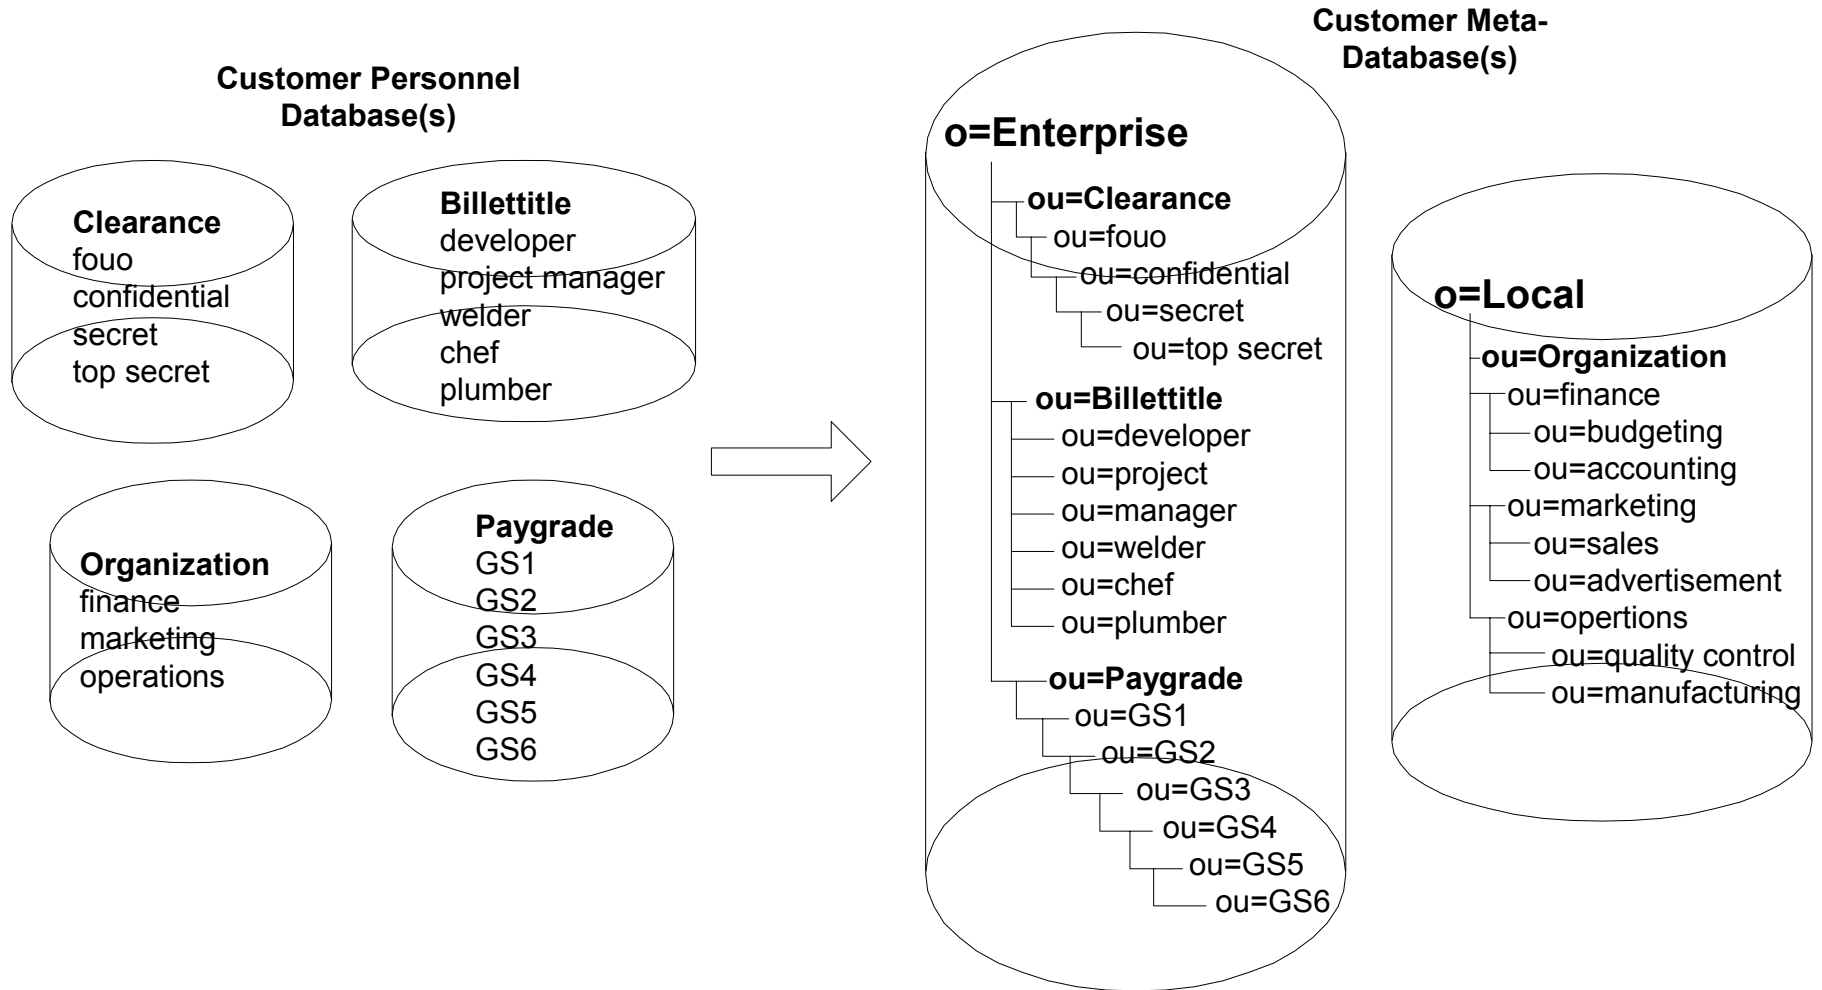 Customer Personnel
Database(s)
Clearance
fouo
confidential
secret
top secret
Billettitle
developer
project manager
welder
chef
plumber
Organization
finance
marketing
operations
Paygrade
GS1
GS2
GS3
GS4
GS5
GS6
Customer Meta-
Database(s)
o=Enterprise
ou=Clearance
ou=fouo
ou=confidential
ou=secret
ou=top secret
ou=Billettitle
ou=developer
ou=project
ou=manager
ou=welder
ou=chef
ou=plumber
ou=Paygrade
ou=GS1
ou=GS2
ou=GS3
ou=GS4
ou=GS5
ou=GS6
o=Local
ou=Organization
ou=finance
ou=budgeting
ou=accounting
ou=marketing
ou=sales
ou=advertisement
ou=opertions
ou=quality control
ou=manufacturing